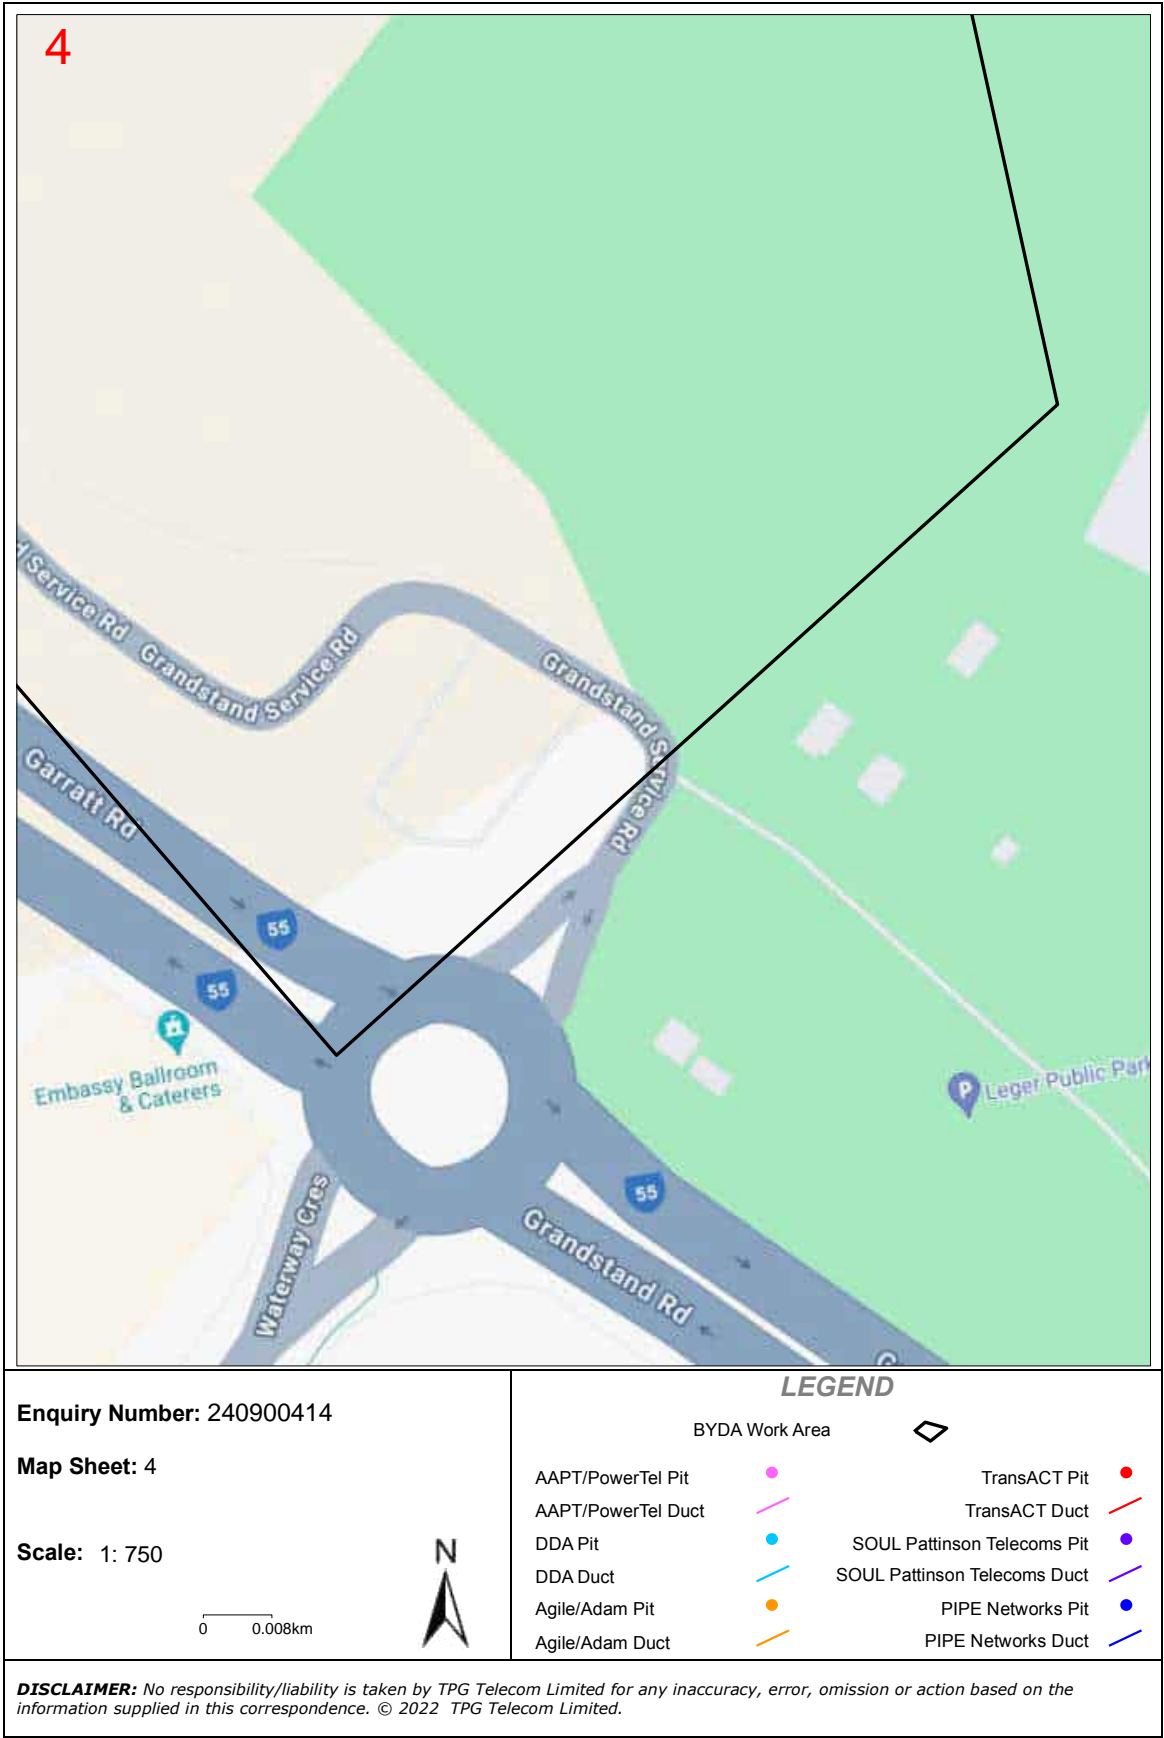 4
d Service Rd
Grandstand Service Rd
Grandstand Service Rd
Garratt Rd
55
55
Embassy Ballroom
& Caterers
Leger Public Park
55
Grandstand Rd
Waterway Cres
G
Enquiry Number: 240900414
Map Sheet: 4
Scale: 1: 750
N
0 0.008km
LEGEND
BYDA Work Area
AAPT/PowerTel Pit
AAPT/PowerTel Duct
DDA Pit
DDA Duct
Agile/Adam Pit
Agile/Adam Duct
TransACT Pit
TransACT Duct
SOUL Pattinson Telecoms Pit
SOUL Pattinson Telecoms Duct
PIPE Networks Pit
PIPE Networks Duct
DISCLAIMER: No responsibility/liability is taken by TPG Telecom Limited for any inaccuracy, error, omission or action based on the
information supplied in this correspondence. © 2022 TPG Telecom Limited.